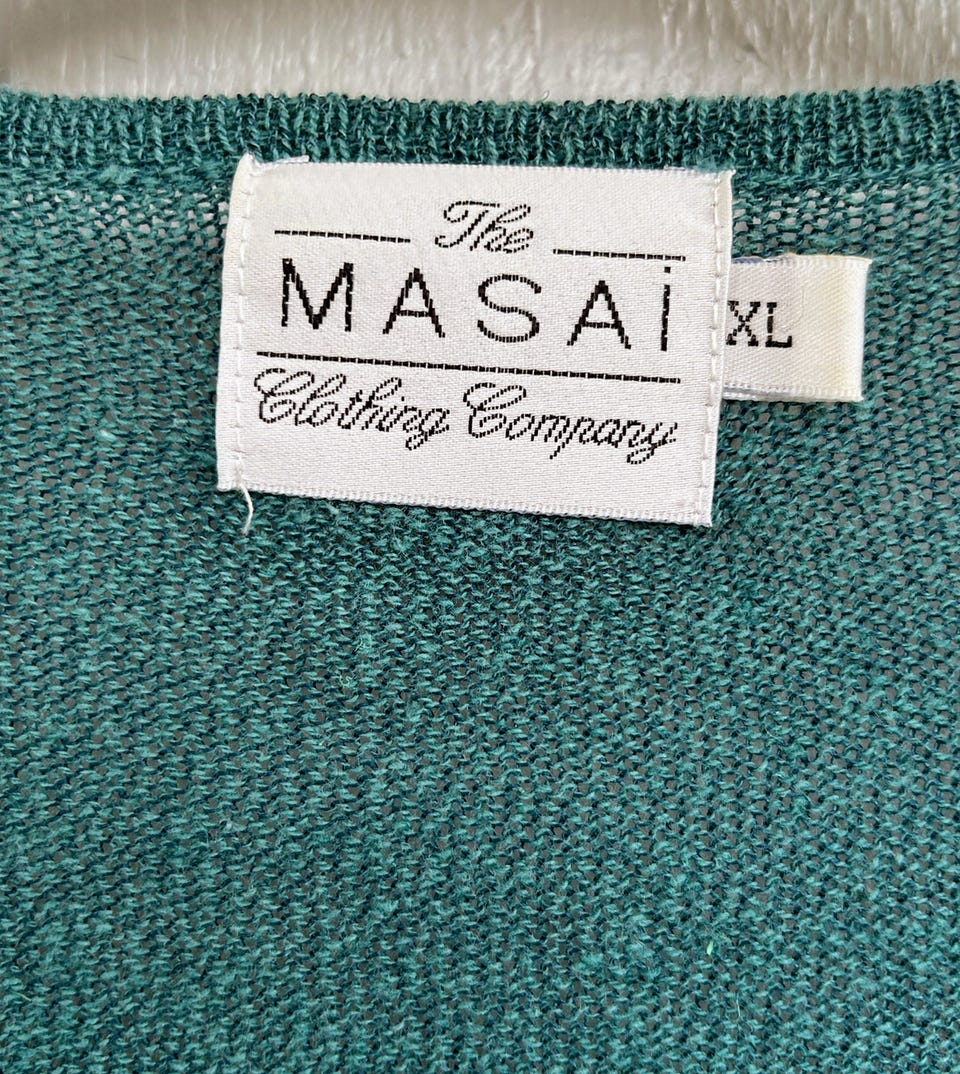 The
MASAi
Clothing Company
XL